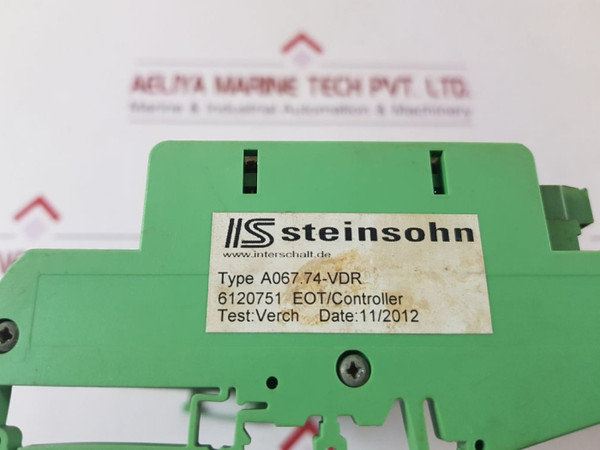 AELIYA MARINE TECH PVT. LTD.
Marine & Industrial Automation & Machinery
IS steinsohn
www.interschalt.de
Type A067.74-VDR
6120751 EOT/Controller
Test:Verch Date:11/2012